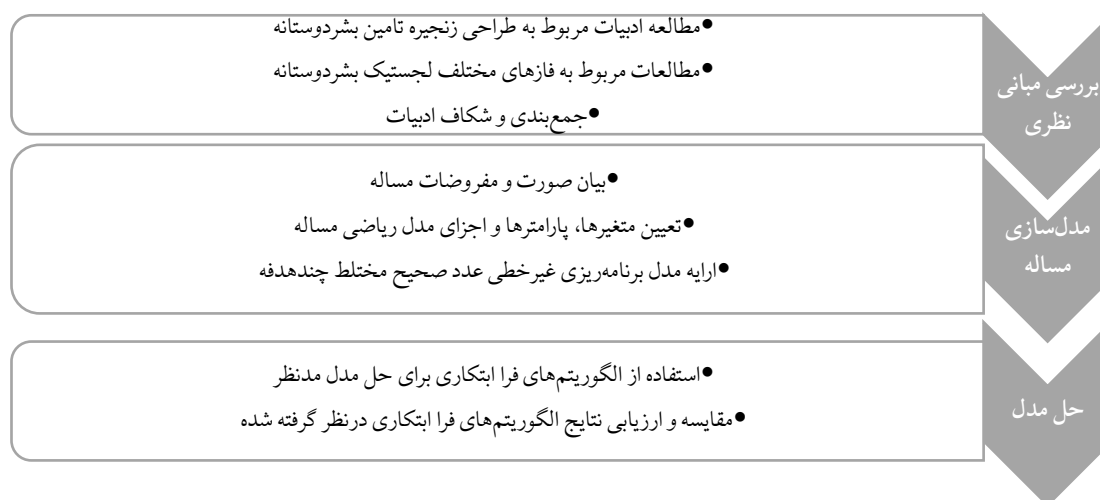 بررسی مبانی
نظری
•مطالعه ادبیات مربوط به طراحی زنجیره تامین بشردوستانه
•مطالعات مربوط به فازهای مختلف لجستیک بشردوستانه
•جمع‌بندی و شکاف ادبیات
مدل‌سازی
مساله
•بیان صورت و مفروضات مساله
•تعیین متغیرها، پارامترها و اجزای مدل ریاضی مساله
•ارایه مدل برنامه‌ریزی غیرخطی عدد صحیح مختلط چندهدفه
حل مدل
•استفاده از الگوریتم‌های فرا ابتکاری برای حل مدل مدنظر
•مقایسه و ارزیابی نتایج الگوریتم‌های فرا ابتکاری درنظر گرفته شده